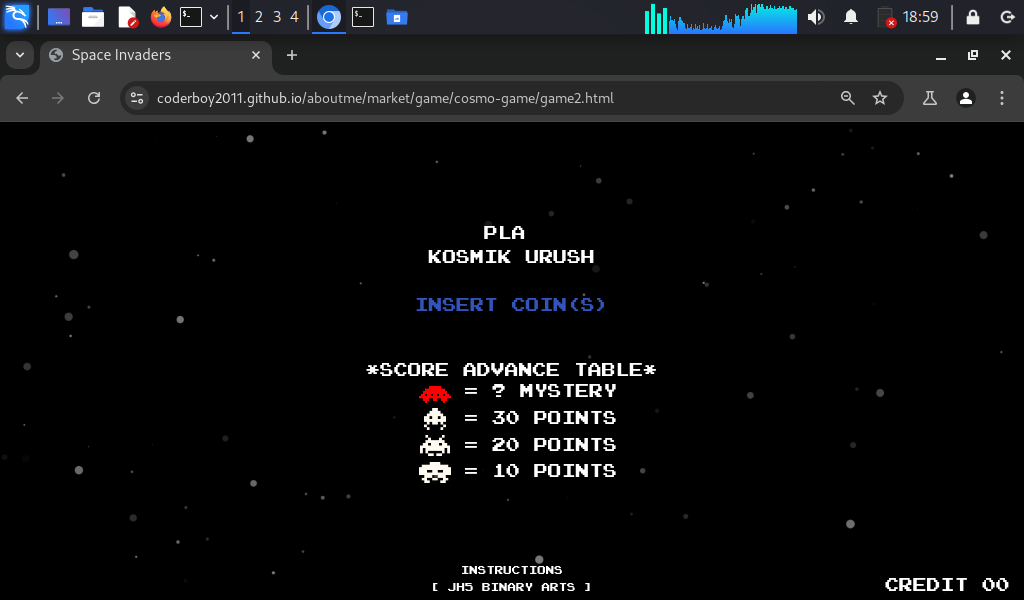 1 2 3 4
18:59
Space Invaders
coderboy2011.github.io/aboutme/market/game/cosmo-game/game2.html
PLA
KOSMIK URUSH
INSERT COIN(S)
*SCORE ADVANCE TABLE*
= ? MYSTERY
= 30 POINTS
= 20 POINTS
= 10 POINTS
INSTRUCTIONS
[ JH5 BINARY ARTS ]
CREDIT 00